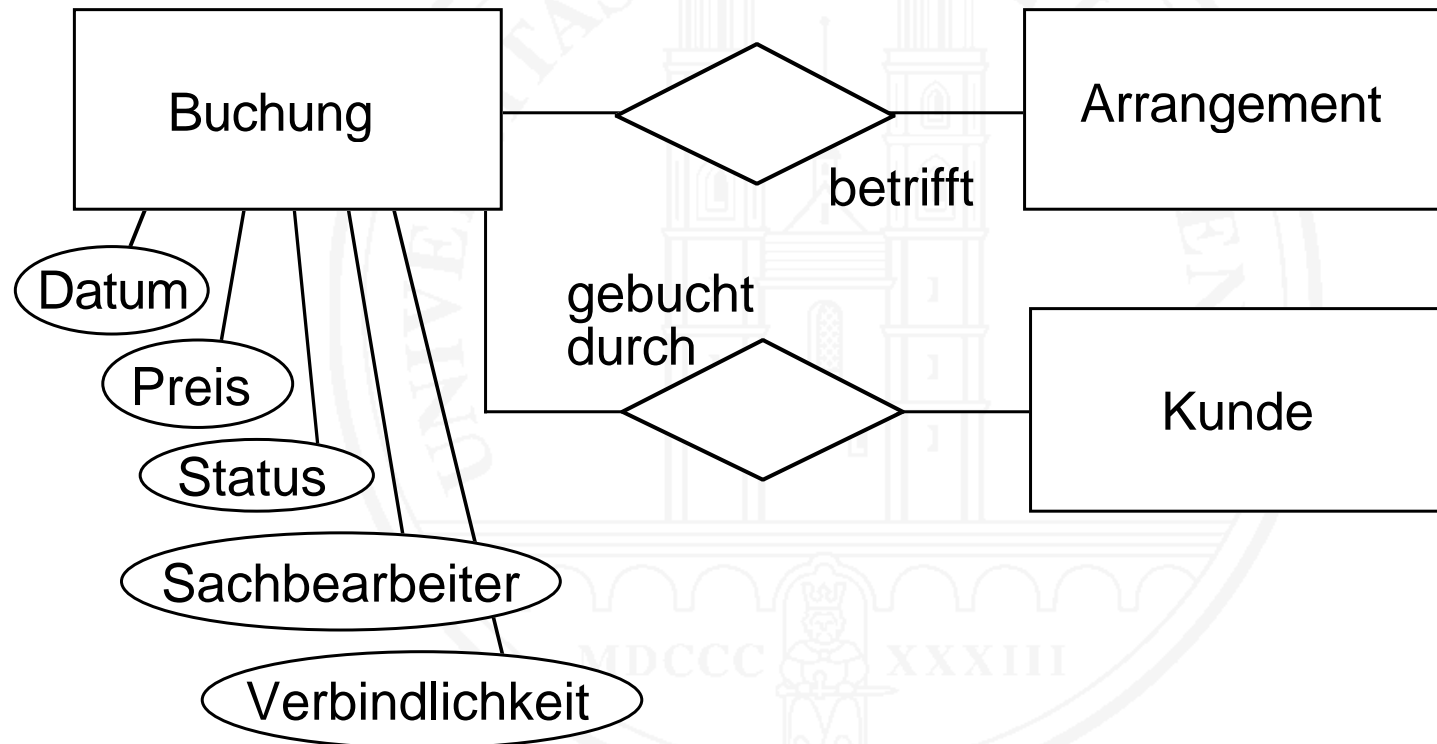 Buchung
Arrangement
betrifft
Datum
gebucht
durch
Preis
Kunde
Status
Sachbearbeiter
Verbindlichkeit
MDCCC XXXIII